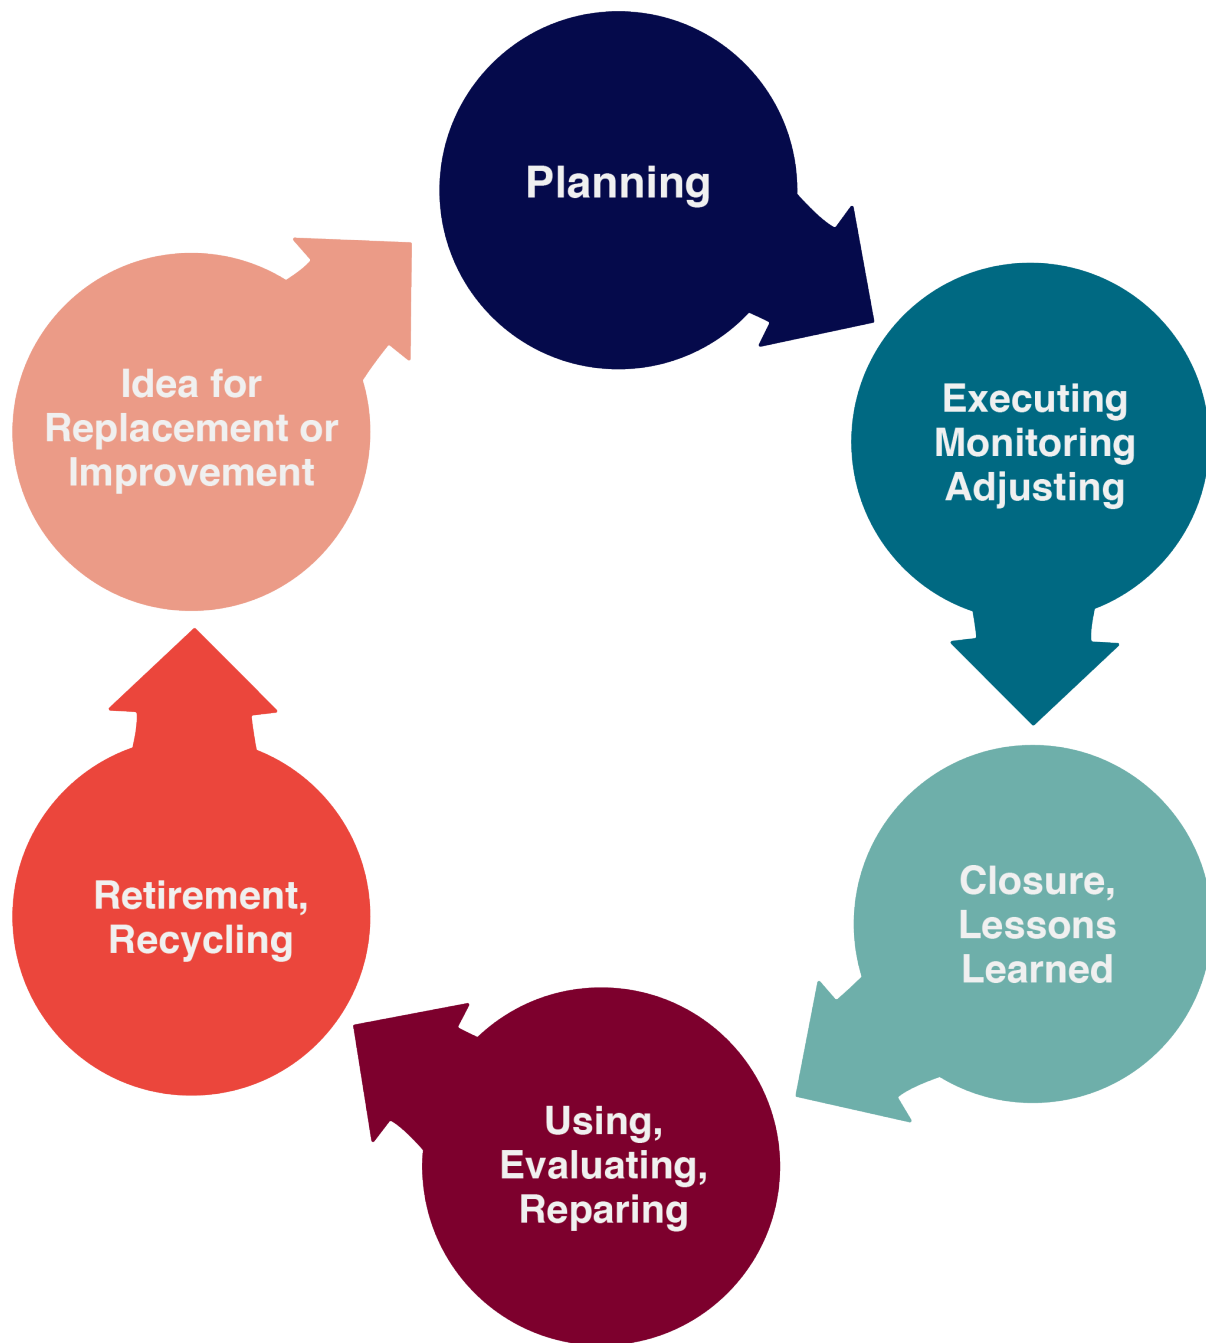 Planning
Executing
Monitoring
Adjusting
Closure,
Lessons
Learned
Using,
Evaluating,
Reparing
Retirement,
Recycling
Idea for
Replacement or
Improvement